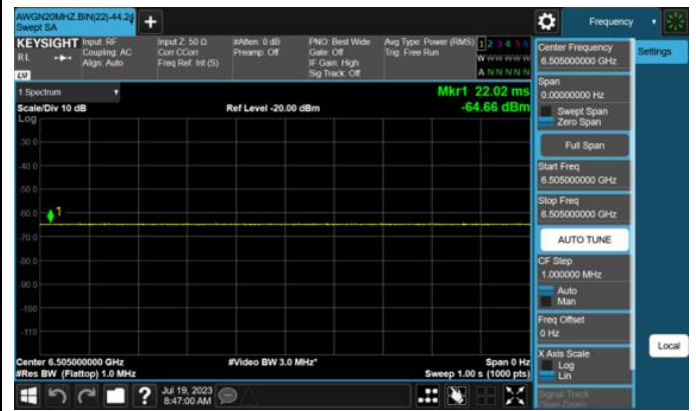 AWGN20MHZ.BIN(22)-44.2
Swept SA
Frequency
KEYSIGHT
RL
LVI
Input: RF
Coupling: AC
Align: Auto
Input Z: 50 Ω
Corr CCorr
Freq Ref: Int (S)
#Atten: 0 dB
Preamp: Off
PNO: Best Wide
Gate: Off
IF Gain: High
Sig Track: Off
Avg Type: Power (RMS)
Trig: Free Run
1 2 3 4 5 6
W W W W W W
A N N N N N
Center Frequency
6.505000000 GHz
Settings
Span
0.00000000 Hz
Swept Span
Zero Span
Full Span
Start Freq
6.505000000 GHz
Stop Freq
6.505000000 GHz
AUTO TUNE
CF Step
1.000000 MHz
Auto
Man
Freq Offset
0 Hz
X Axis Scale
Log
Lin
Signal Track
Local
1 Spectrum
Scale/Div 10 dB
Log
Ref Level -20.00 dBm
Mkr1 22.02 ms
-64.66 dBm
-30.0
-40.0
-50.0
-60.0
1
-70.0
-80.0
-90.0
-100
-110
Center 6.505000000 GHz
#Res BW (Flattop) 1.0 MHz
#Video BW 3.0 MHz*
Span 0 Hz
Sweep 1.00 s (1000 pts)
?
Jul 19, 2023
8:47:00 AM